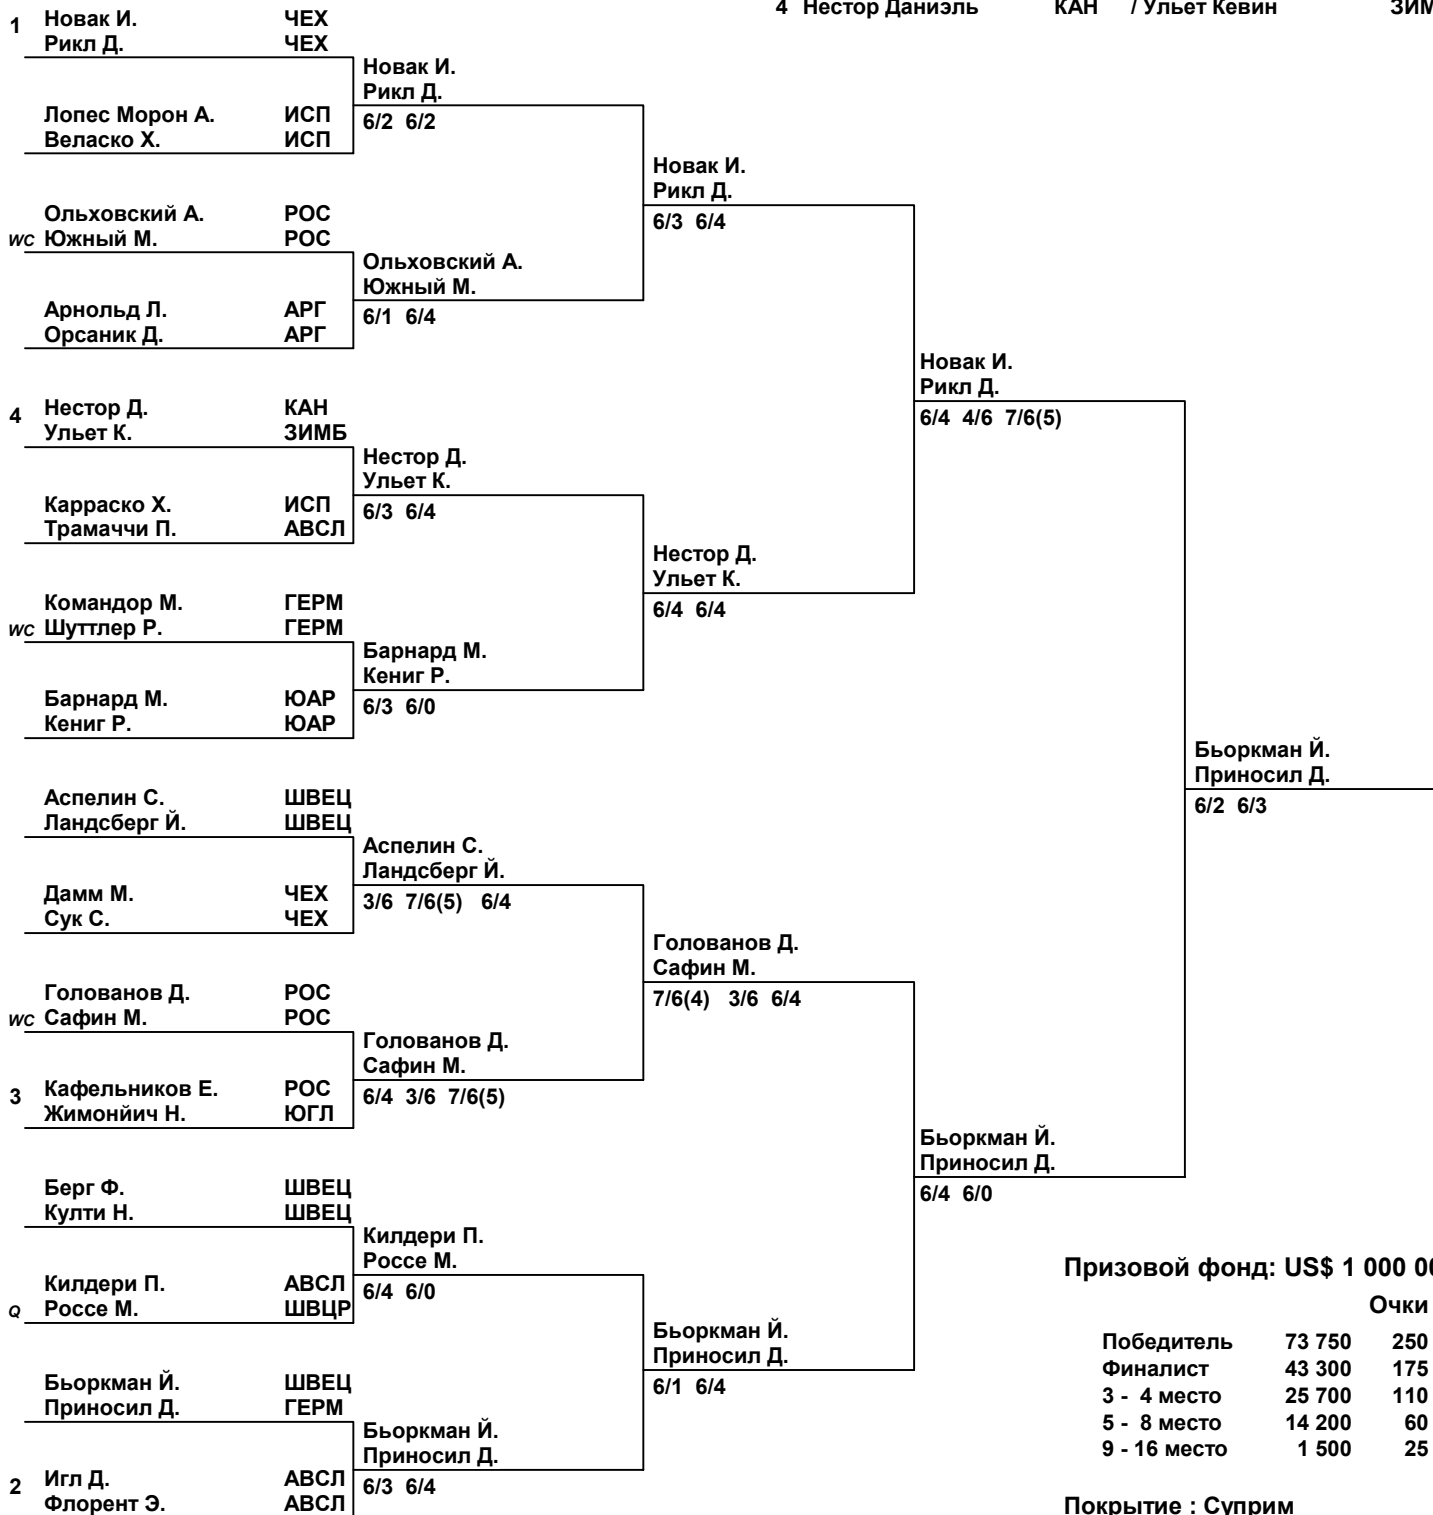 4 Нестор Даниэль КАН / Ульет Кевин ЗИМ
1 Новак И. ЧЕХ
Рикл Д. ЧЕХ
Новак И.
Рикл Д.
Лопес Морон А. ИСП
6/2 6/2
Веласко Х. ИСП
Новак И.
Рикл Д.
Ольховский А. РОС
6/3 6/4
WC Южный М. РОС
Ольховский А.
Южный М.
Арнольд Л. АРГ
6/1 6/4
Орсаник Д. АРГ
Новак И.
Рикл Д.
4 Нестор Д. КАН
6/4 4/6 7/6(5)
Ульет К. ЗИМБ
Нестор Д.
Ульет К.
Карраско Х. ИСП
6/3 6/4
Трамаччи П. АВСЛ
Нестор Д.
Ульет К.
Командор М. ГЕРМ
6/4 6/4
WC Шуттлер Р. ГЕРМ
Барнард М.
Кениг Р.
Барнард М. ЮАР
6/3 6/0
Кениг Р. ЮАР
Бьоркман Й.
Приносил Д.
Аспелин С. ШВЕЦ
6/2 6/3
Ландсберг Й. ШВЕЦ
Аспелин С.
Ландсберг Й.
Дамм М. ЧЕХ
3/6 7/6(5) 6/4
Сук С. ЧЕХ
Голованов Д.
Сафин М.
Голованов Д. РОС
7/6(4) 3/6 6/4
WC Сафин М. РОС
Голованов Д.
Сафин М.
3 Кафельников Е. РОС
6/4 3/6 7/6(5)
Жимонйич Н. ЮГЛ
Бьоркман Й.
Приносил Д.
Берг Ф. ШВЕЦ
6/4 6/0
Култи Н. ШВЕЦ
Килдери П.
Россе М.
Призовой фонд: US$ 1 000 00
Килдери П. АВСЛ
6/4 6/0
Q Россе М. ШВЦР
Очки
Бьоркман Й.
Победитель 73 750 250
Приносил Д.
Финалист 43 300 175
Бьоркман Й. ШВЕЦ
6/1 6/4
3 - 4 место 25 700 110
Приносил Д. ГЕРМ
5 - 8 место 14 200 60
Бьоркман Й.
9 - 16 место 1 500 25
Приносил Д.
2 Игл Д. АВСЛ
6/3 6/4
Флорент Э. АВСЛ
Покрытие : Суприм